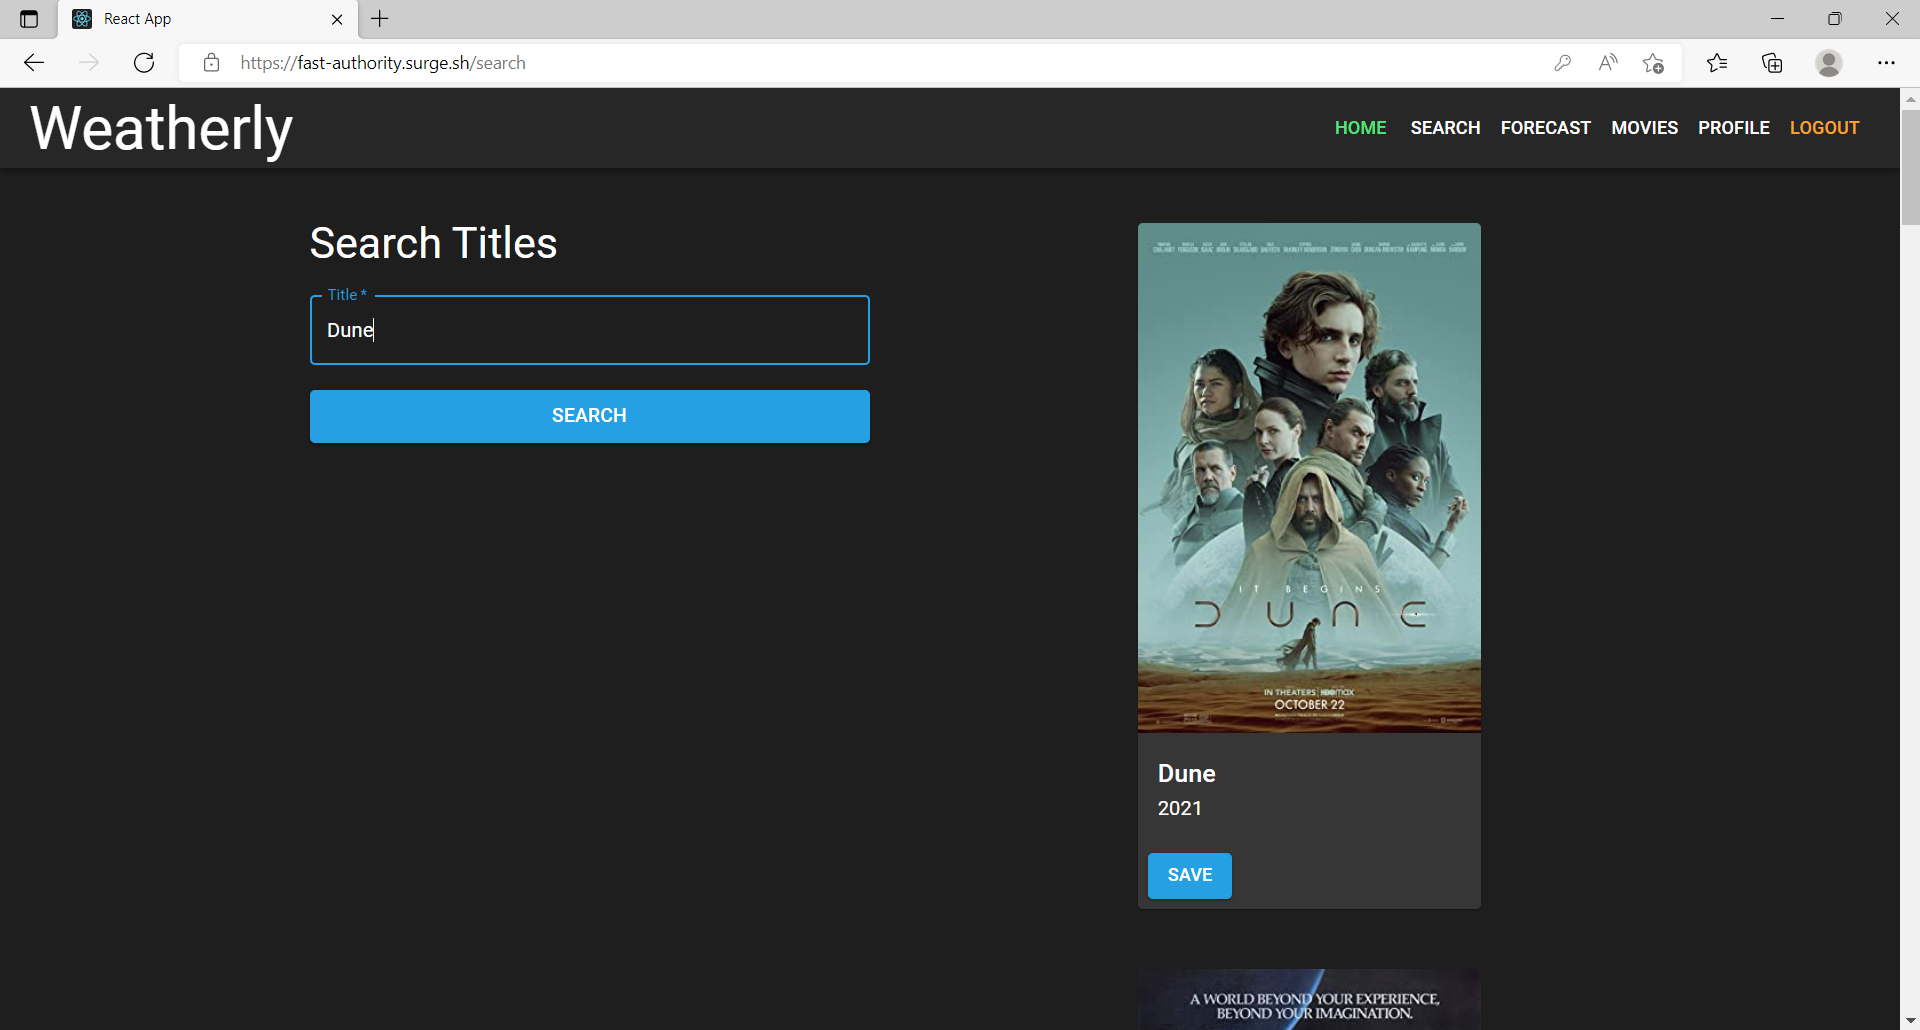 React App
https://fast-authority.surge.sh/search
Weatherly
HOME SEARCH FORECAST MOVIES PROFILE LOGOUT
Search Titles
Title *
Dune
SEARCH
IT BEGINS
DUNE
IN THEATERS HBOmax
OCTOBER 22
Dune
2021
SAVE
A WORLD BEYOND YOUR EXPERIENCE,
BEYOND YOUR IMAGINATION.